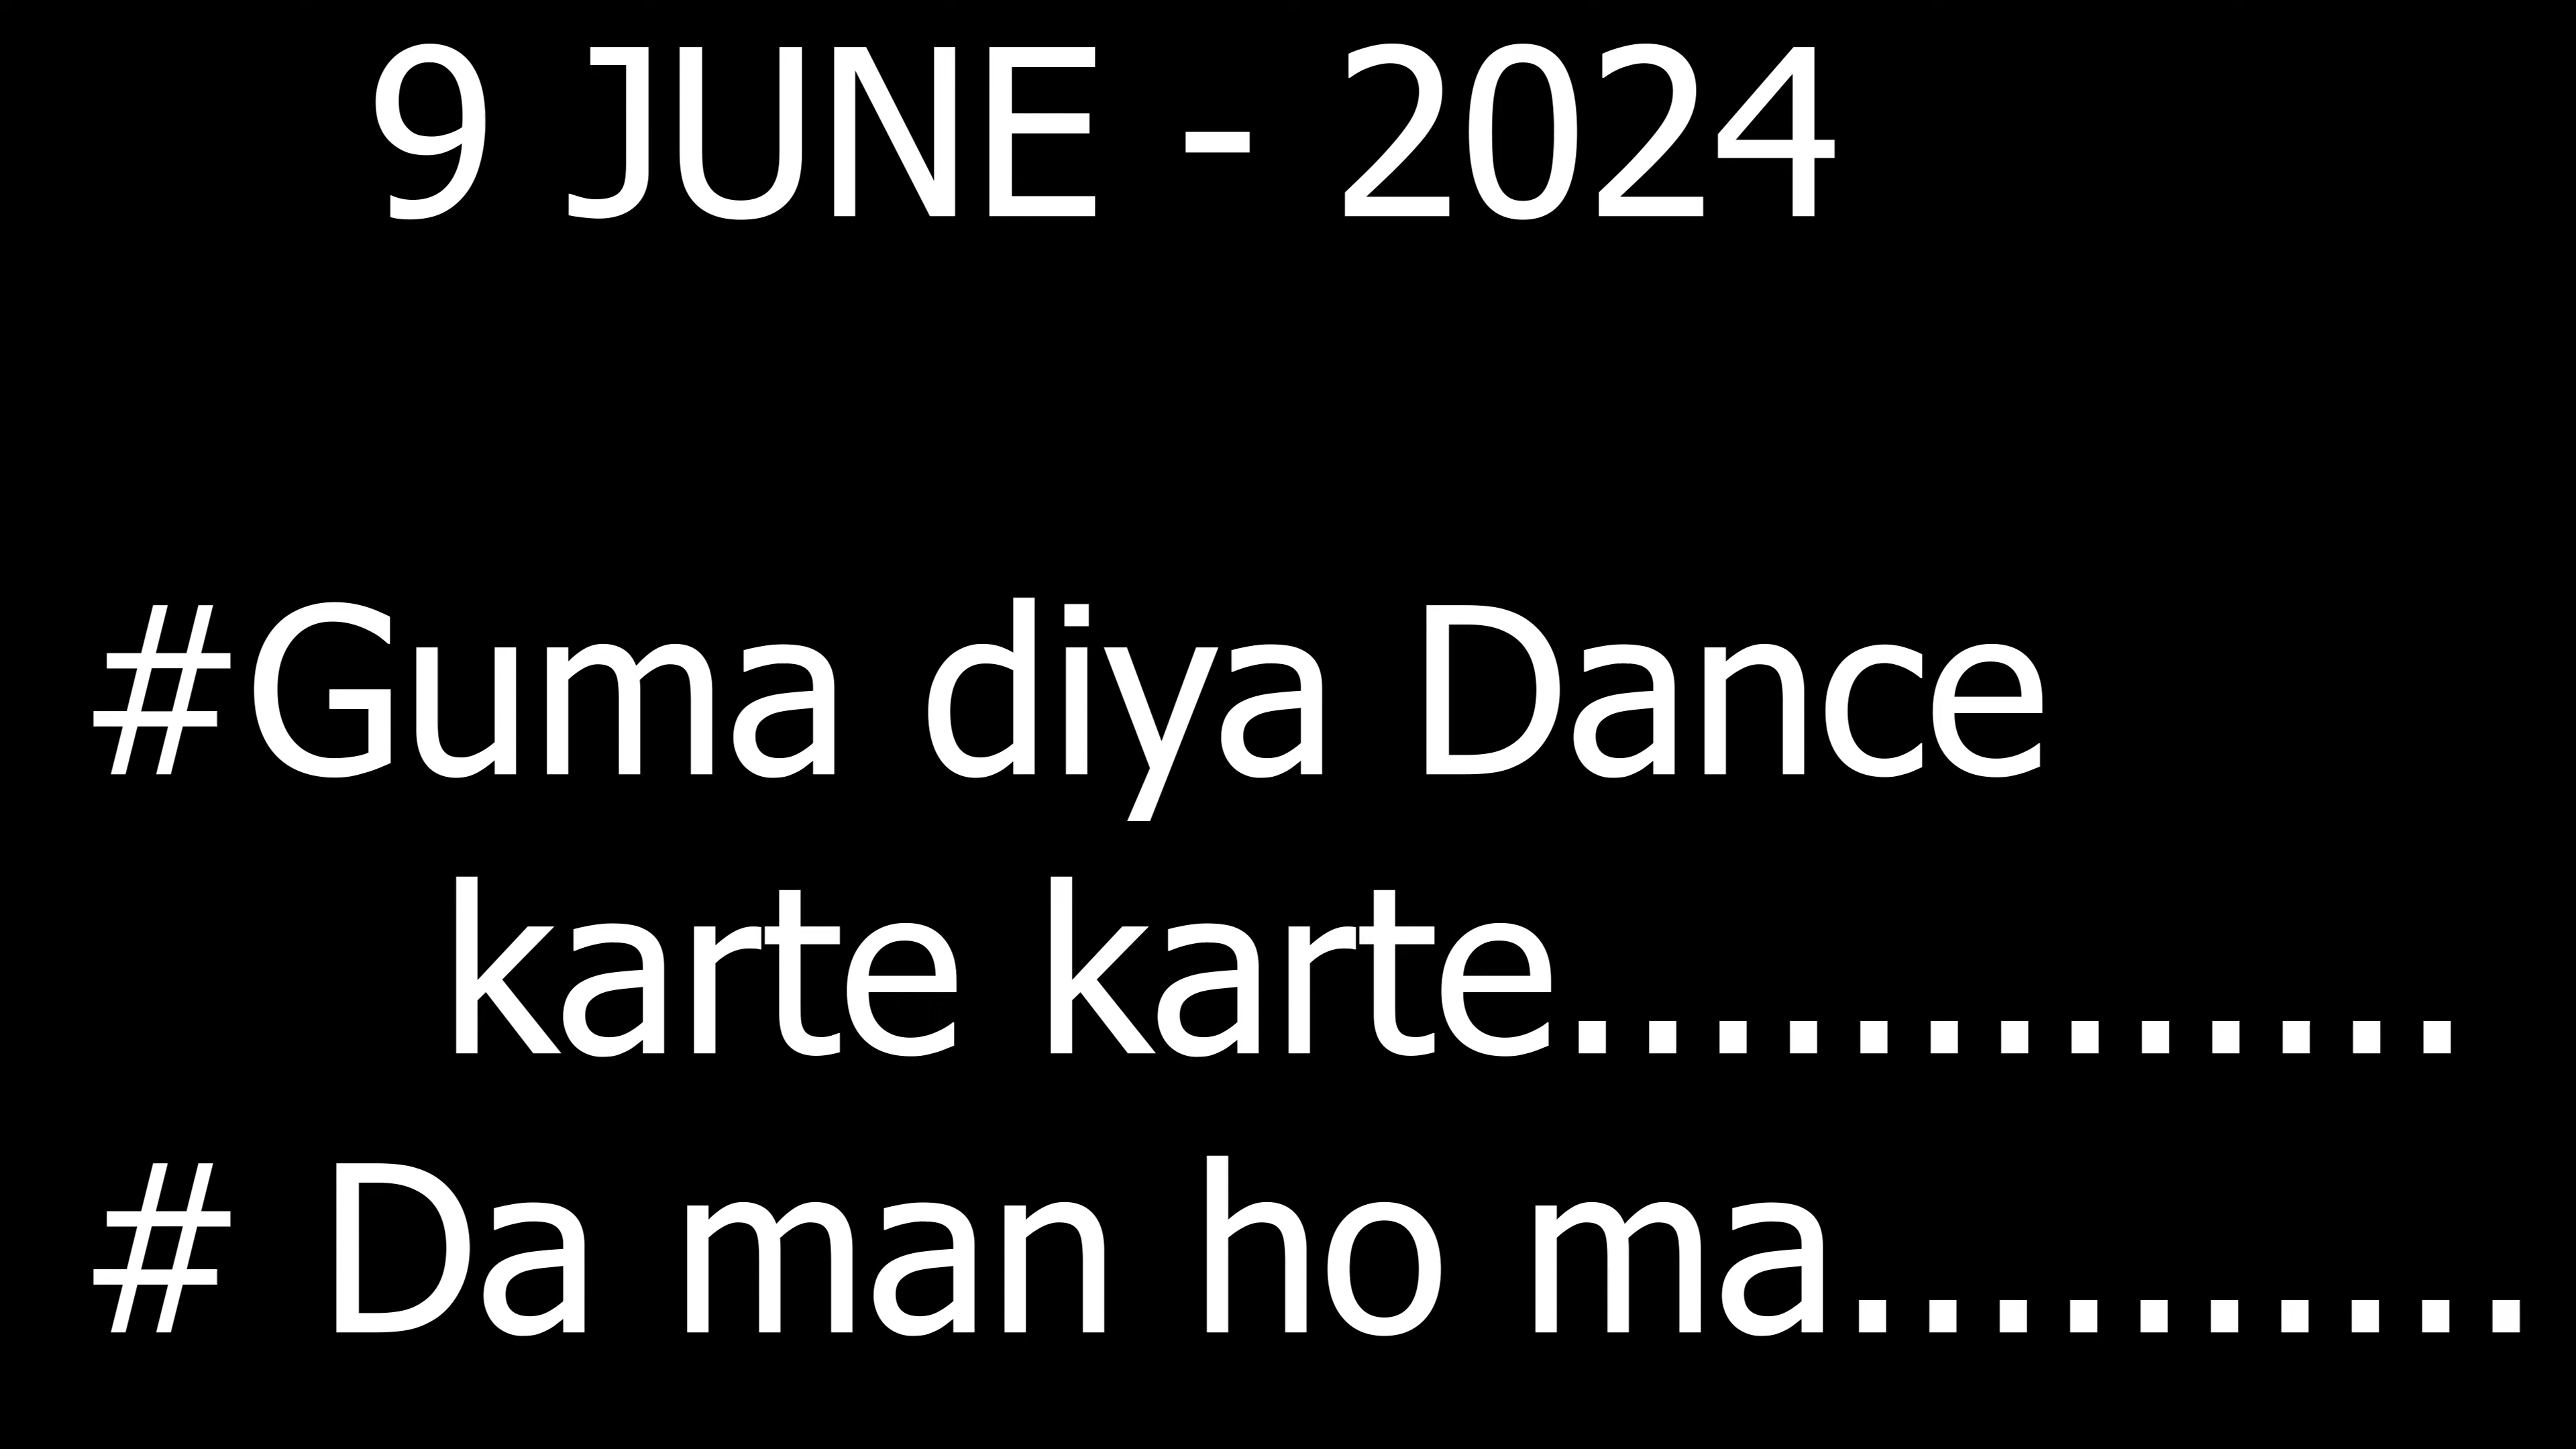 9 JUNE - 2024
#Guma diya Dance
karte karte.............
# Da man ho ma..........